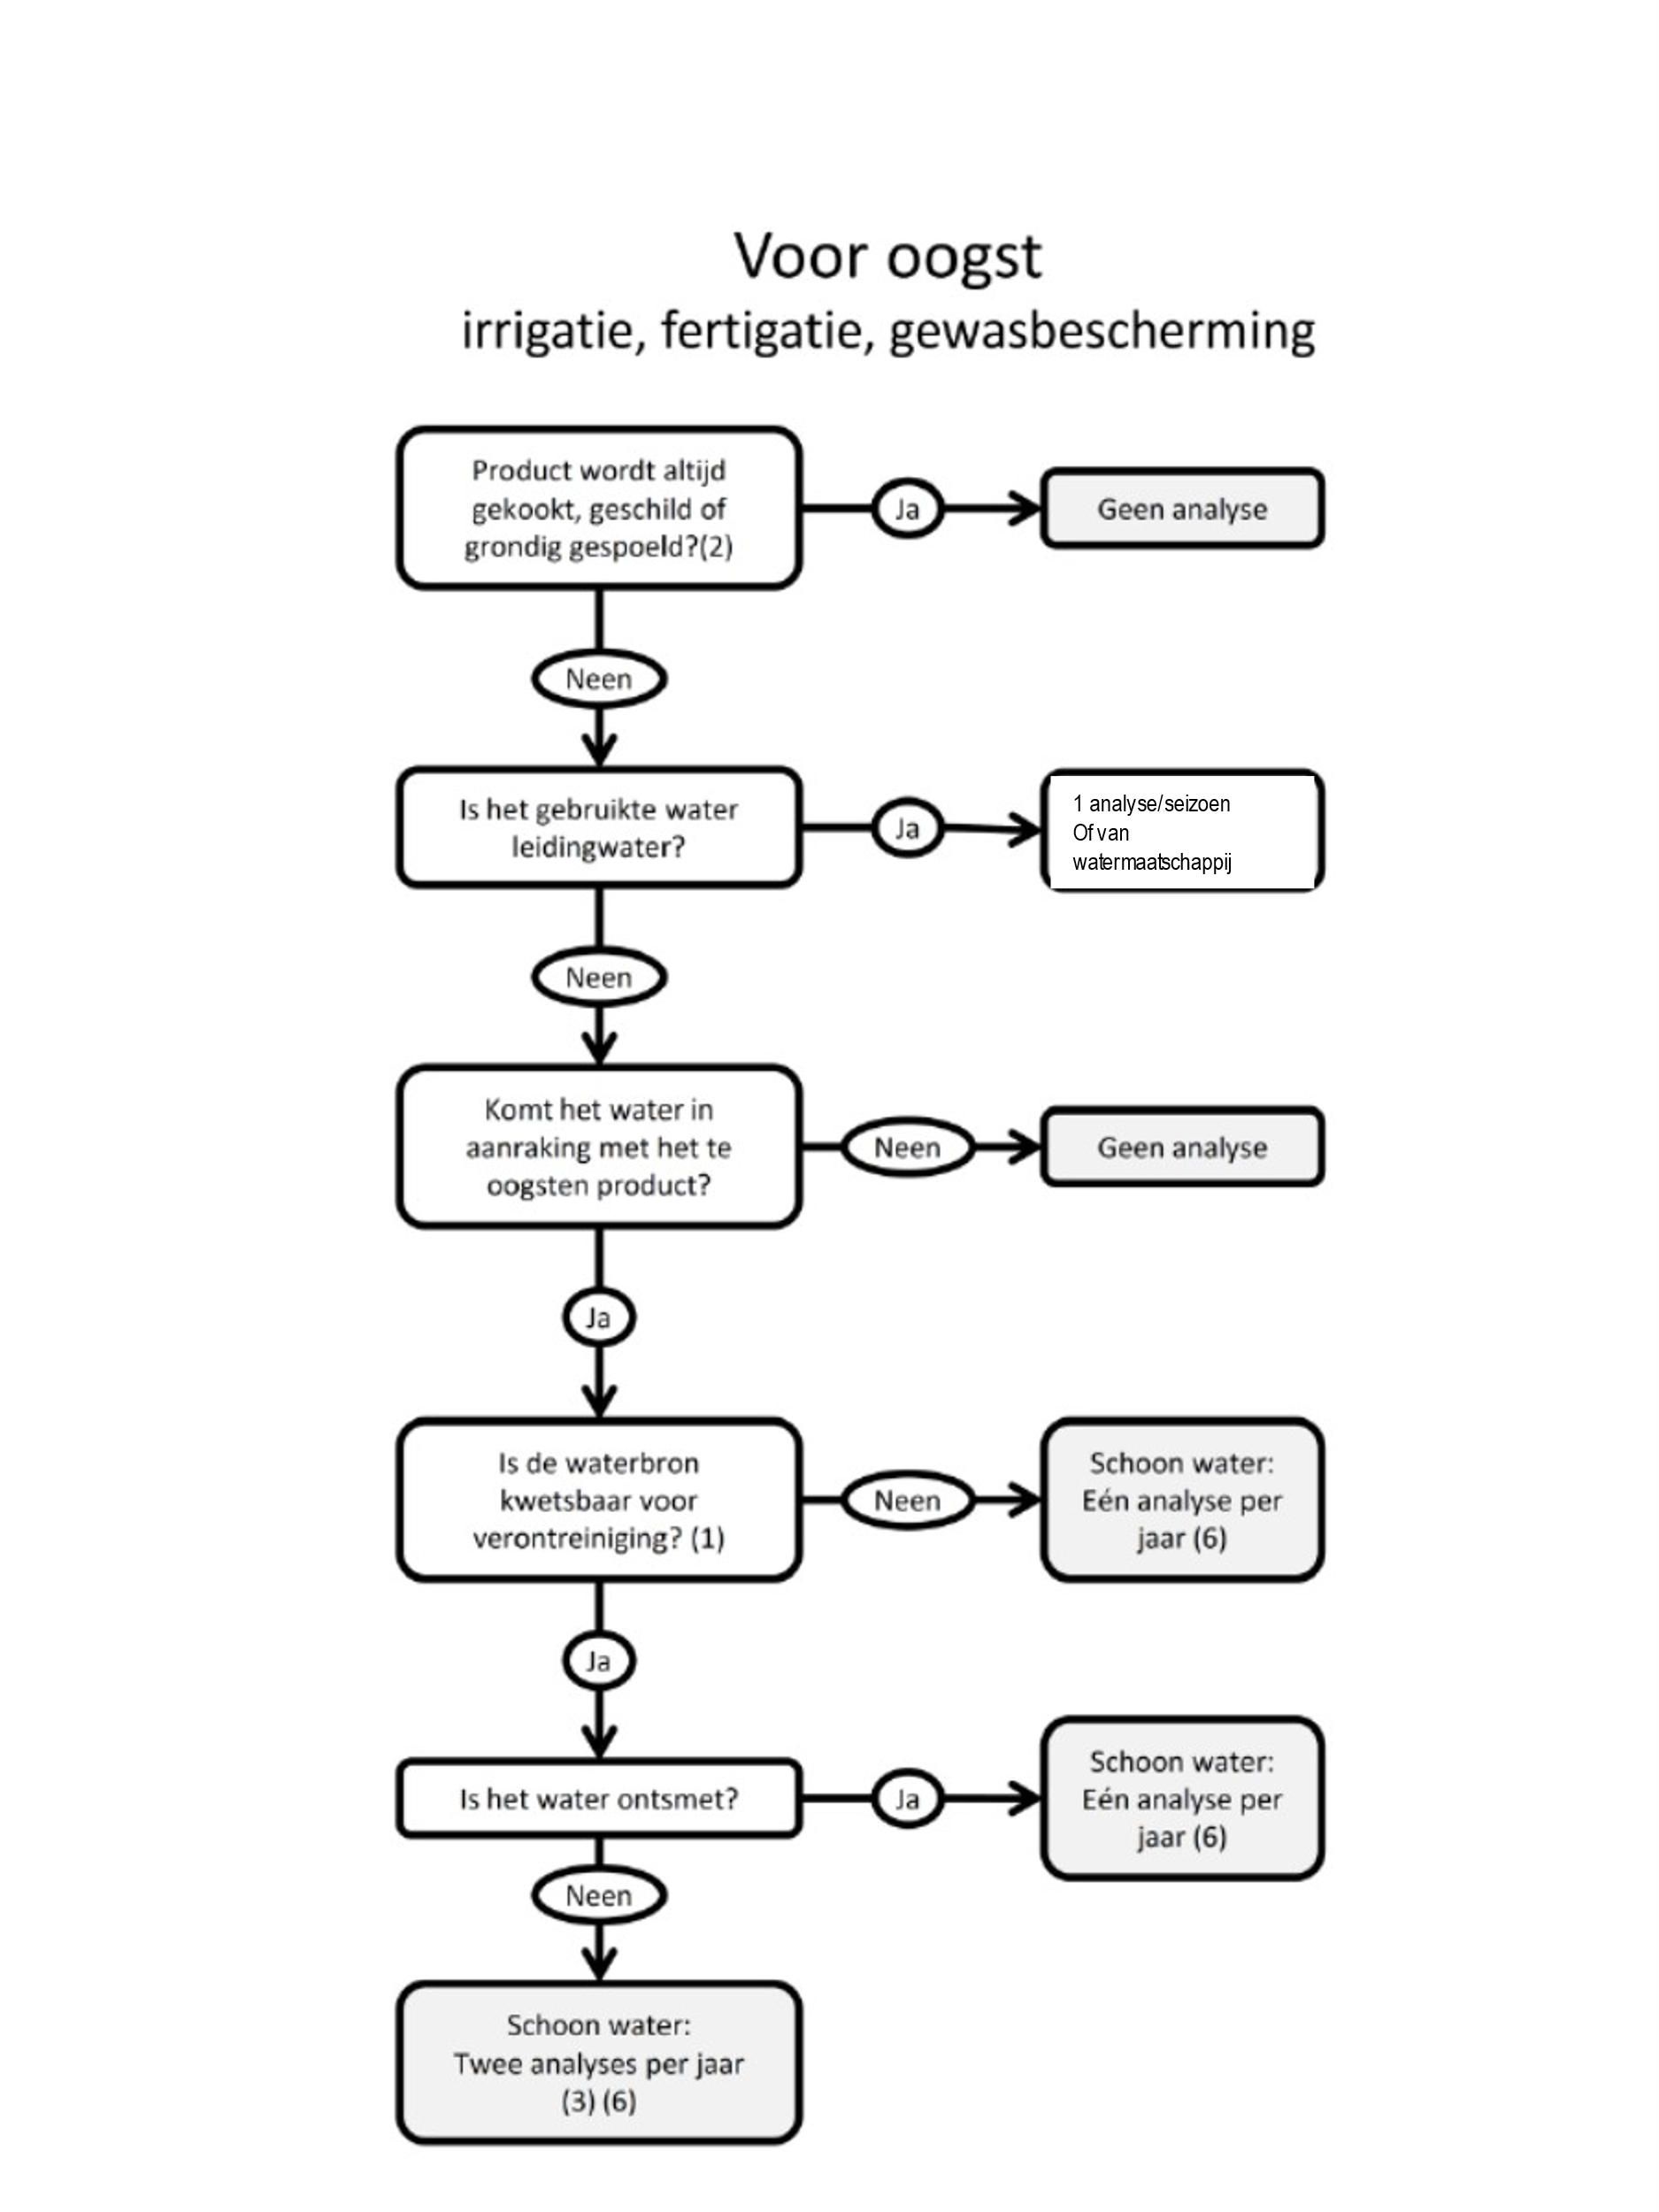 Voor oogst
irrigatie, fertigatie, gewasbescherming
Product wordt altijd
gekookt, geschild of
grondig gespoeld?(2)
Ja
Geen analyse
Neen
Is het gebruikte water
leidingwater?
Ja
1 analyse/seizoen
Of van
watermaatschappij
Neen
Komt het water in
aanraking met het te
oogsten product?
Neen
Geen analyse
Ja
Is de waterbron
kwetsbaar voor
verontreiniging? (1)
Neen
Schoon water:
Eén analyse per
jaar (6)
Ja
Is het water ontsmet?
Ja
Schoon water:
Eén analyse per
jaar (6)
Neen
Schoon water:
Twee analyses per jaar
(3) (6)